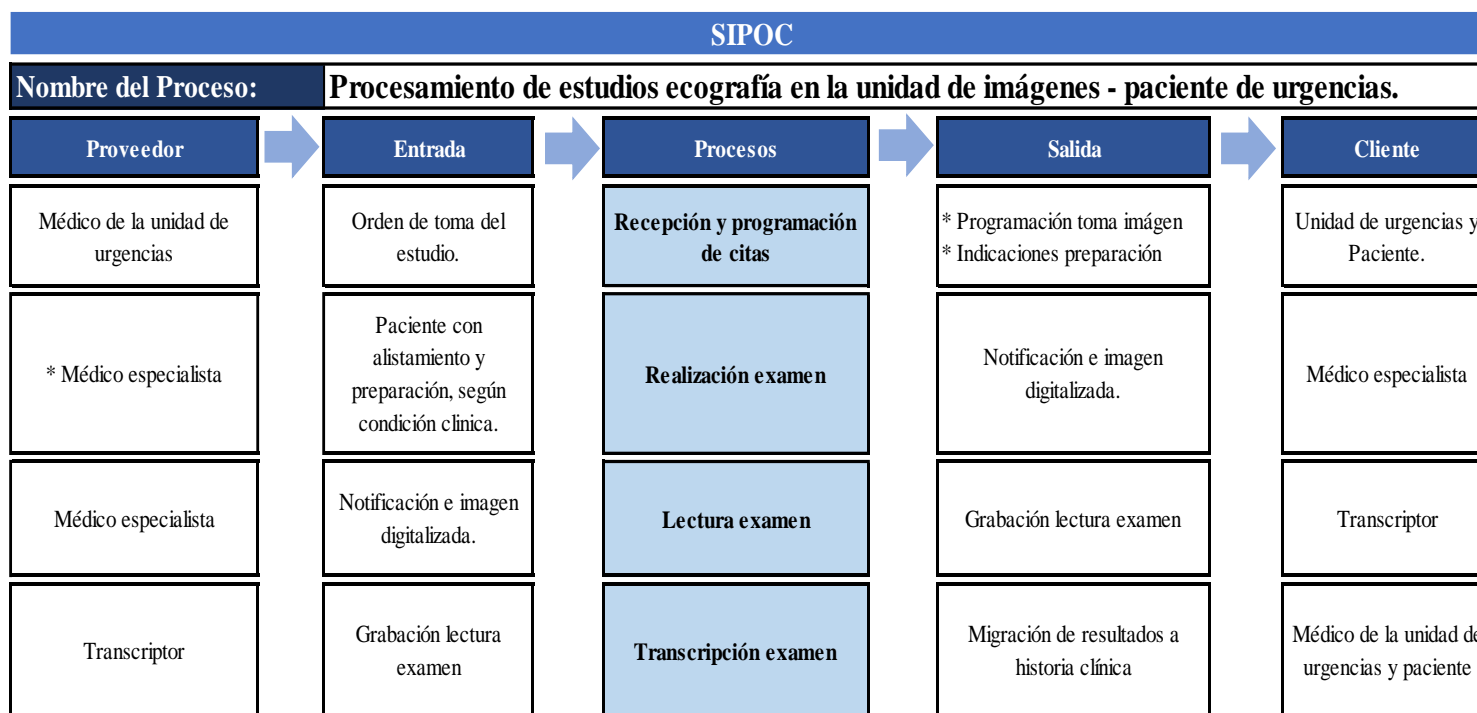 SIPOC
Nombre del Proceso:
Procesamiento de estudios ecografía en la unidad de imágenes - paciente de urgencias.
Proveedor
Entrada
Procesos
Salida
Cliente
Médico de la unidad de
urgencias
Orden de toma del
estudio.
Recepción y programación
de citas
* Programación toma imágen
* Indicaciones preparación
Unidad de urgencias y
Paciente.
* Médico especialista
Paciente con
alistamiento y
preparación, según
condición clinica.
Realización examen
Notificación e imagen
digitalizada.
Médico especialista
Médico especialista
Notificación e imagen
digitalizada.
Lectura examen
Grabación lectura examen
Transcriptor
Transcriptor
Grabación lectura
examen
Transcripción examen
Migración de resultados a
historia clínica
Médico de la unidad de
urgencias y paciente